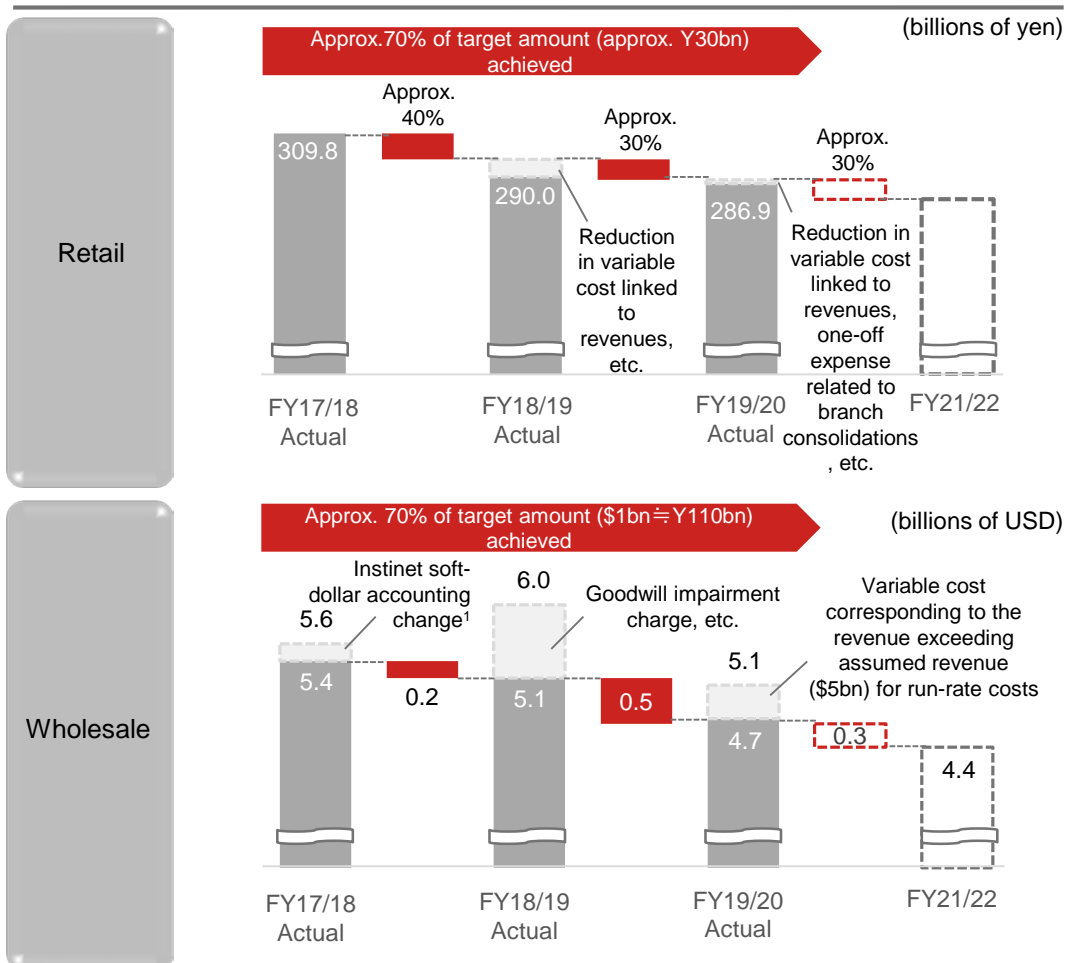 (billions of yen)
Approx.70% of target amount (approx. Y30bn)
achieved
Retail
Approx.
40%
Approx.
30%
Approx.
30%
309.8
290.0
286.9
Reduction
in variable
cost linked
to
revenues,
etc.
Reduction in
variable cost
linked to
revenues,
one-off
expense
related to
branch
consolidations
, etc.
FY17/18
Actual
FY18/19
Actual
FY19/20
Actual
FY21/22
Wholesale
Approx. 70% of target amount ($1bn≒Y110bn)
achieved
(billions of USD)
Instinet soft-
dollar accounting
change1
5.6
5.4
0.2
6.0
5.1
Goodwill impairment
charge, etc.
0.5
5.1
4.7
Variable cost
corresponding to the
revenue exceeding
assumed revenue
($5bn) for run-rate costs
0.3
4.4
FY17/18
Actual
FY18/19
Actual
FY19/20
Actual
FY21/22